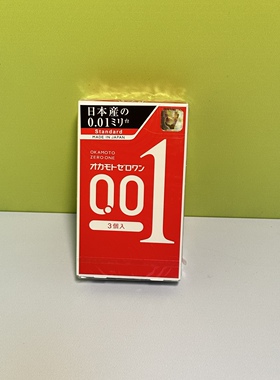 日本産の
0.01ミリ台
Standard
MADE IN JAPAN
OKAMOTO
ZERO ONE
オカモトゼロワン
0.01
3個入